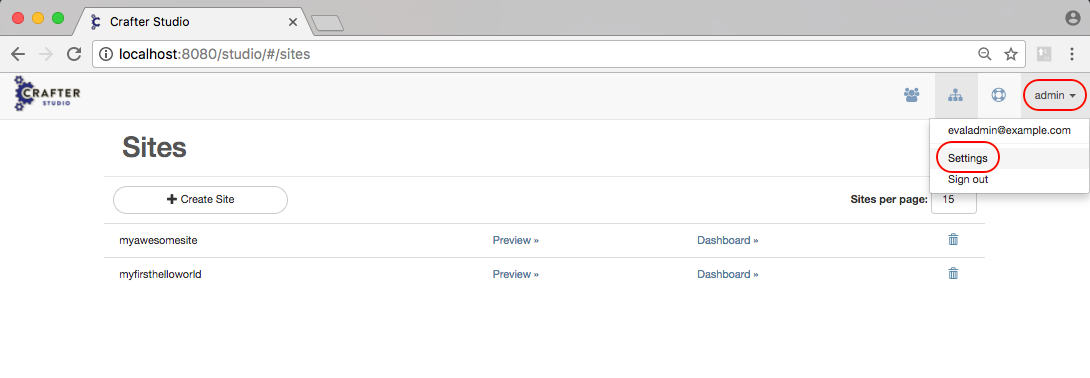 Crafter Studio
localhost:8080/studio/#/sites
CRAFTER
STUDIO
admin
evaladmin@example.com
Settings
Sign out
Sites
Create Site
Sites per page: 15
myawesomesite Preview » Dashboard »
myfirsthelloworld Preview » Dashboard »